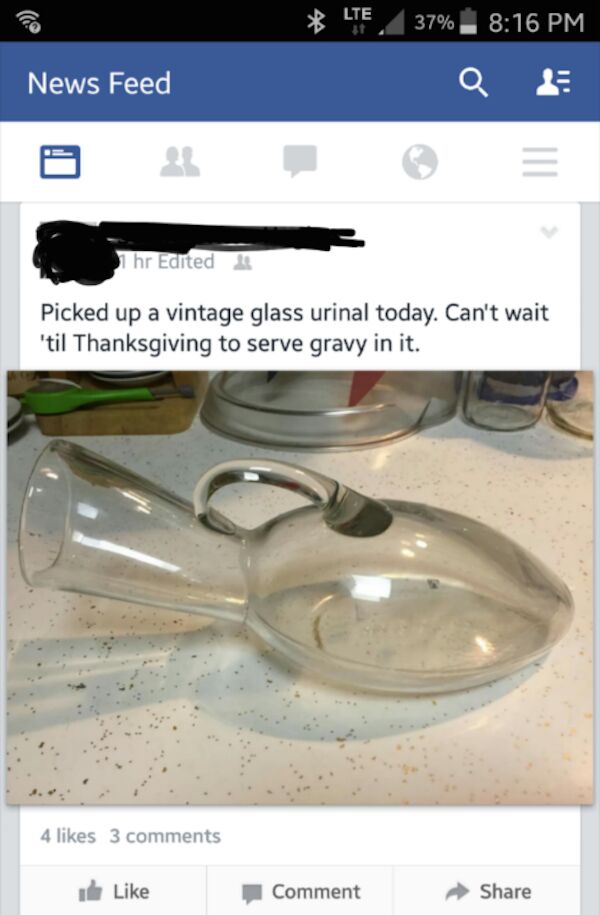 LTE 37% 8:16 PM
News Feed
1 hr Edited
Picked up a vintage glass urinal today. Can't wait
'til Thanksgiving to serve gravy in it.
4 likes 3 comments
Like Comment Share